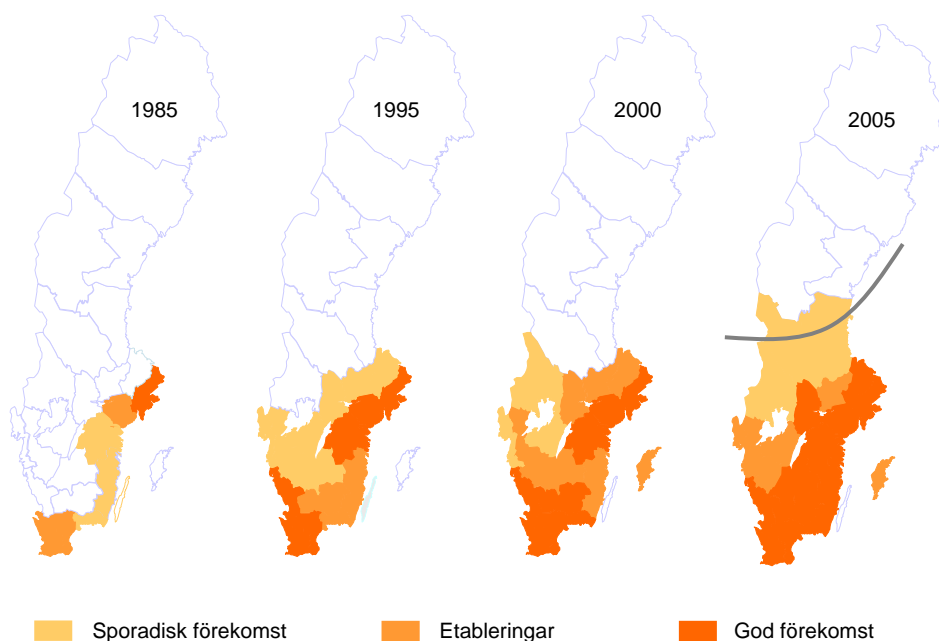 1985
1995
2000
2005
Sporadisk förekomst
Etableringar
God förekomst